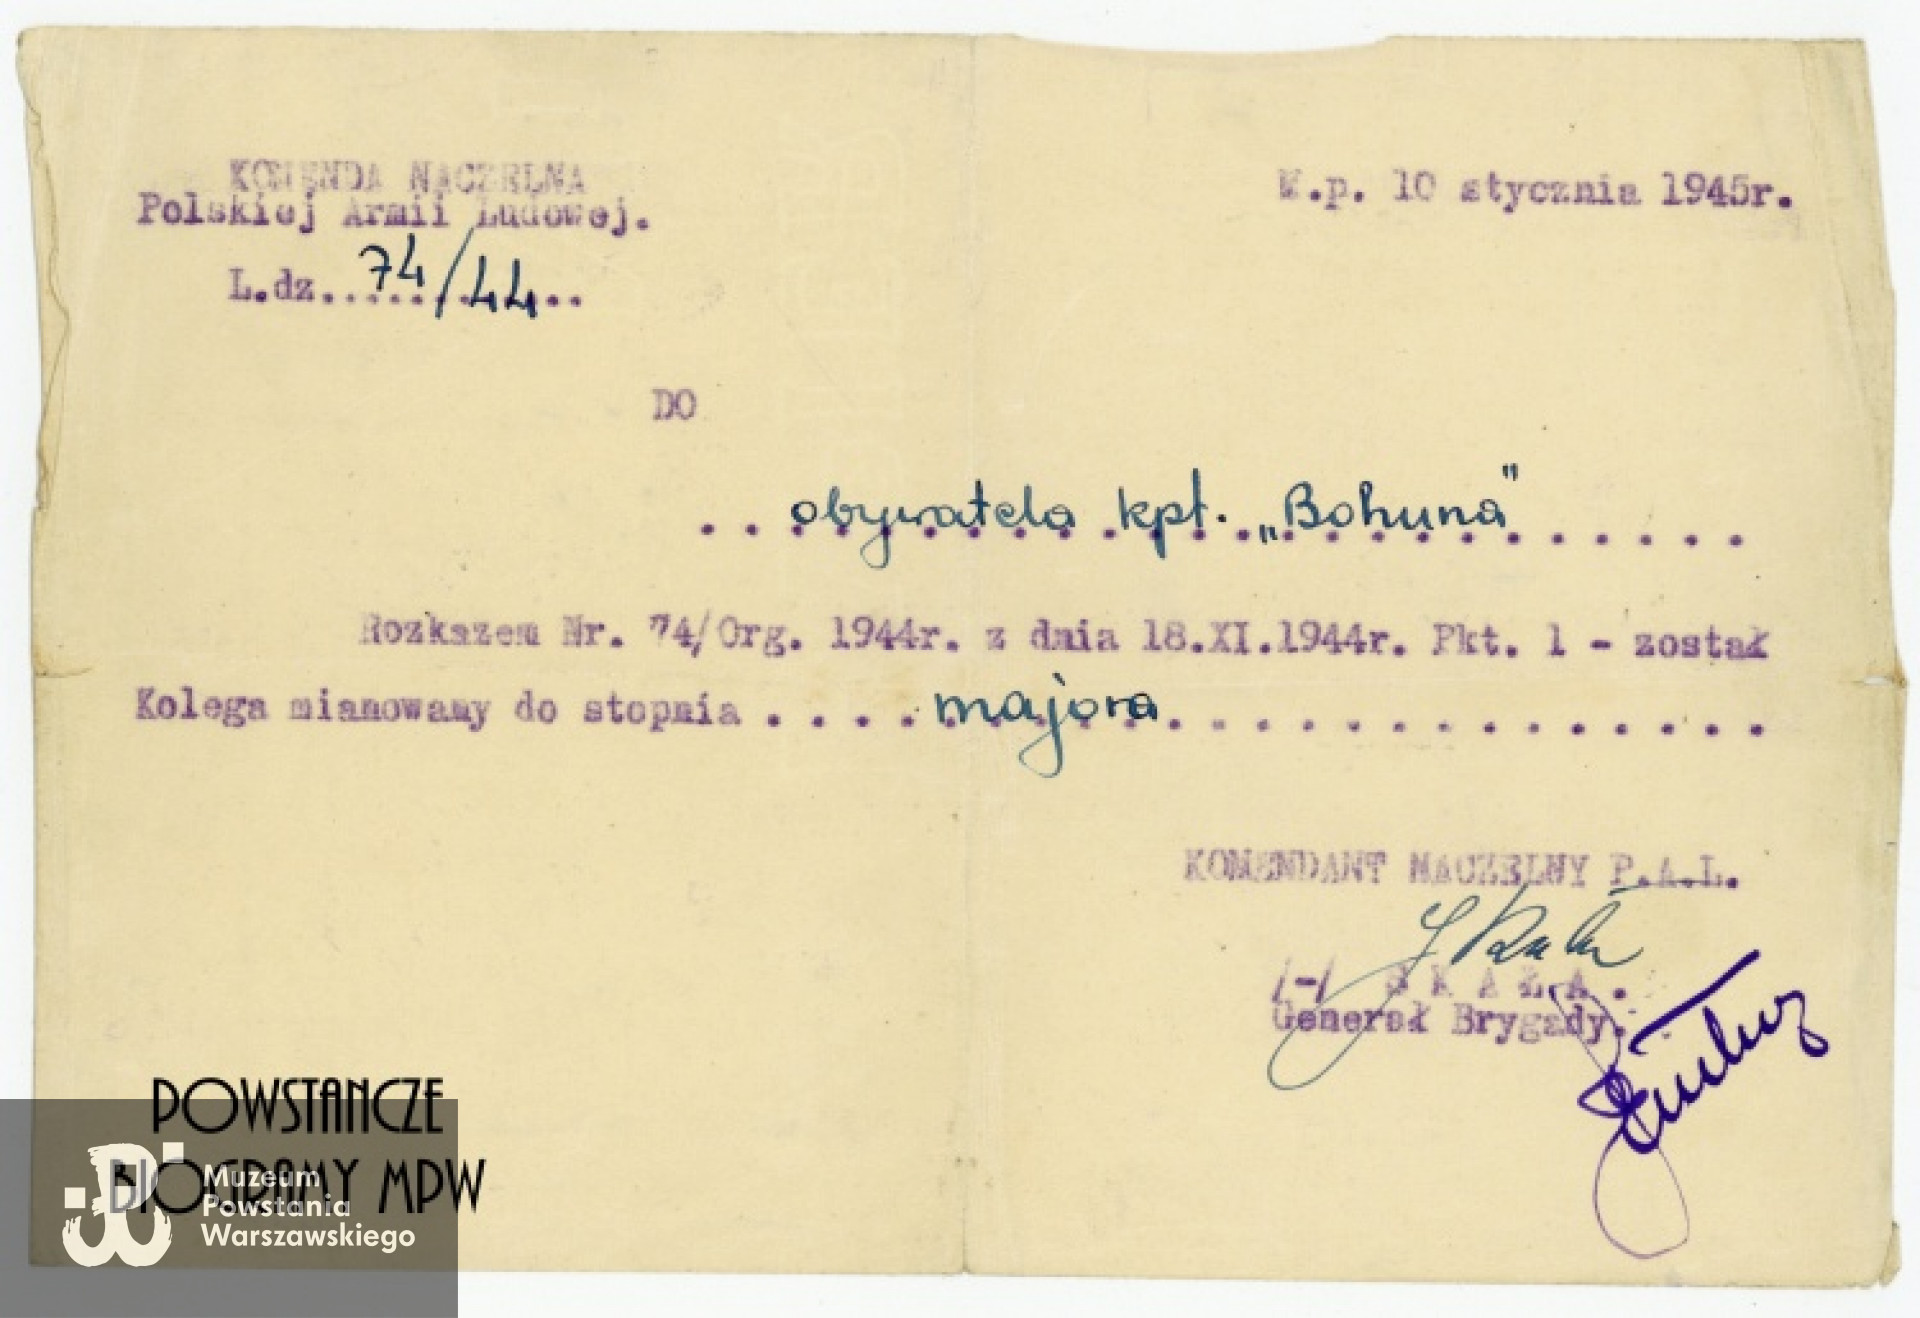 KOMENDA NACZELNA
Polskiej Armii Ludowej.
L.dz. 74/44
M.p. 10 stycznia 1945r.
DO
obywatela kpt. „Bohuna"
Rozkazem Nr. 74/Org. 1944r. z dnia 18.XI.1944r. Pkt. 1 - został
Kolega mianowany do stopnia . . . . majora . . . . . . . . . . . . . .
KOMENDANT NACZELNY P.A.L.
Skała
/-/ S K A Ł A .
Generał Brygady.
POWSTAŃCZE
BIOGRAMY MPW
Muzeum
Powstania
Warszawskiego